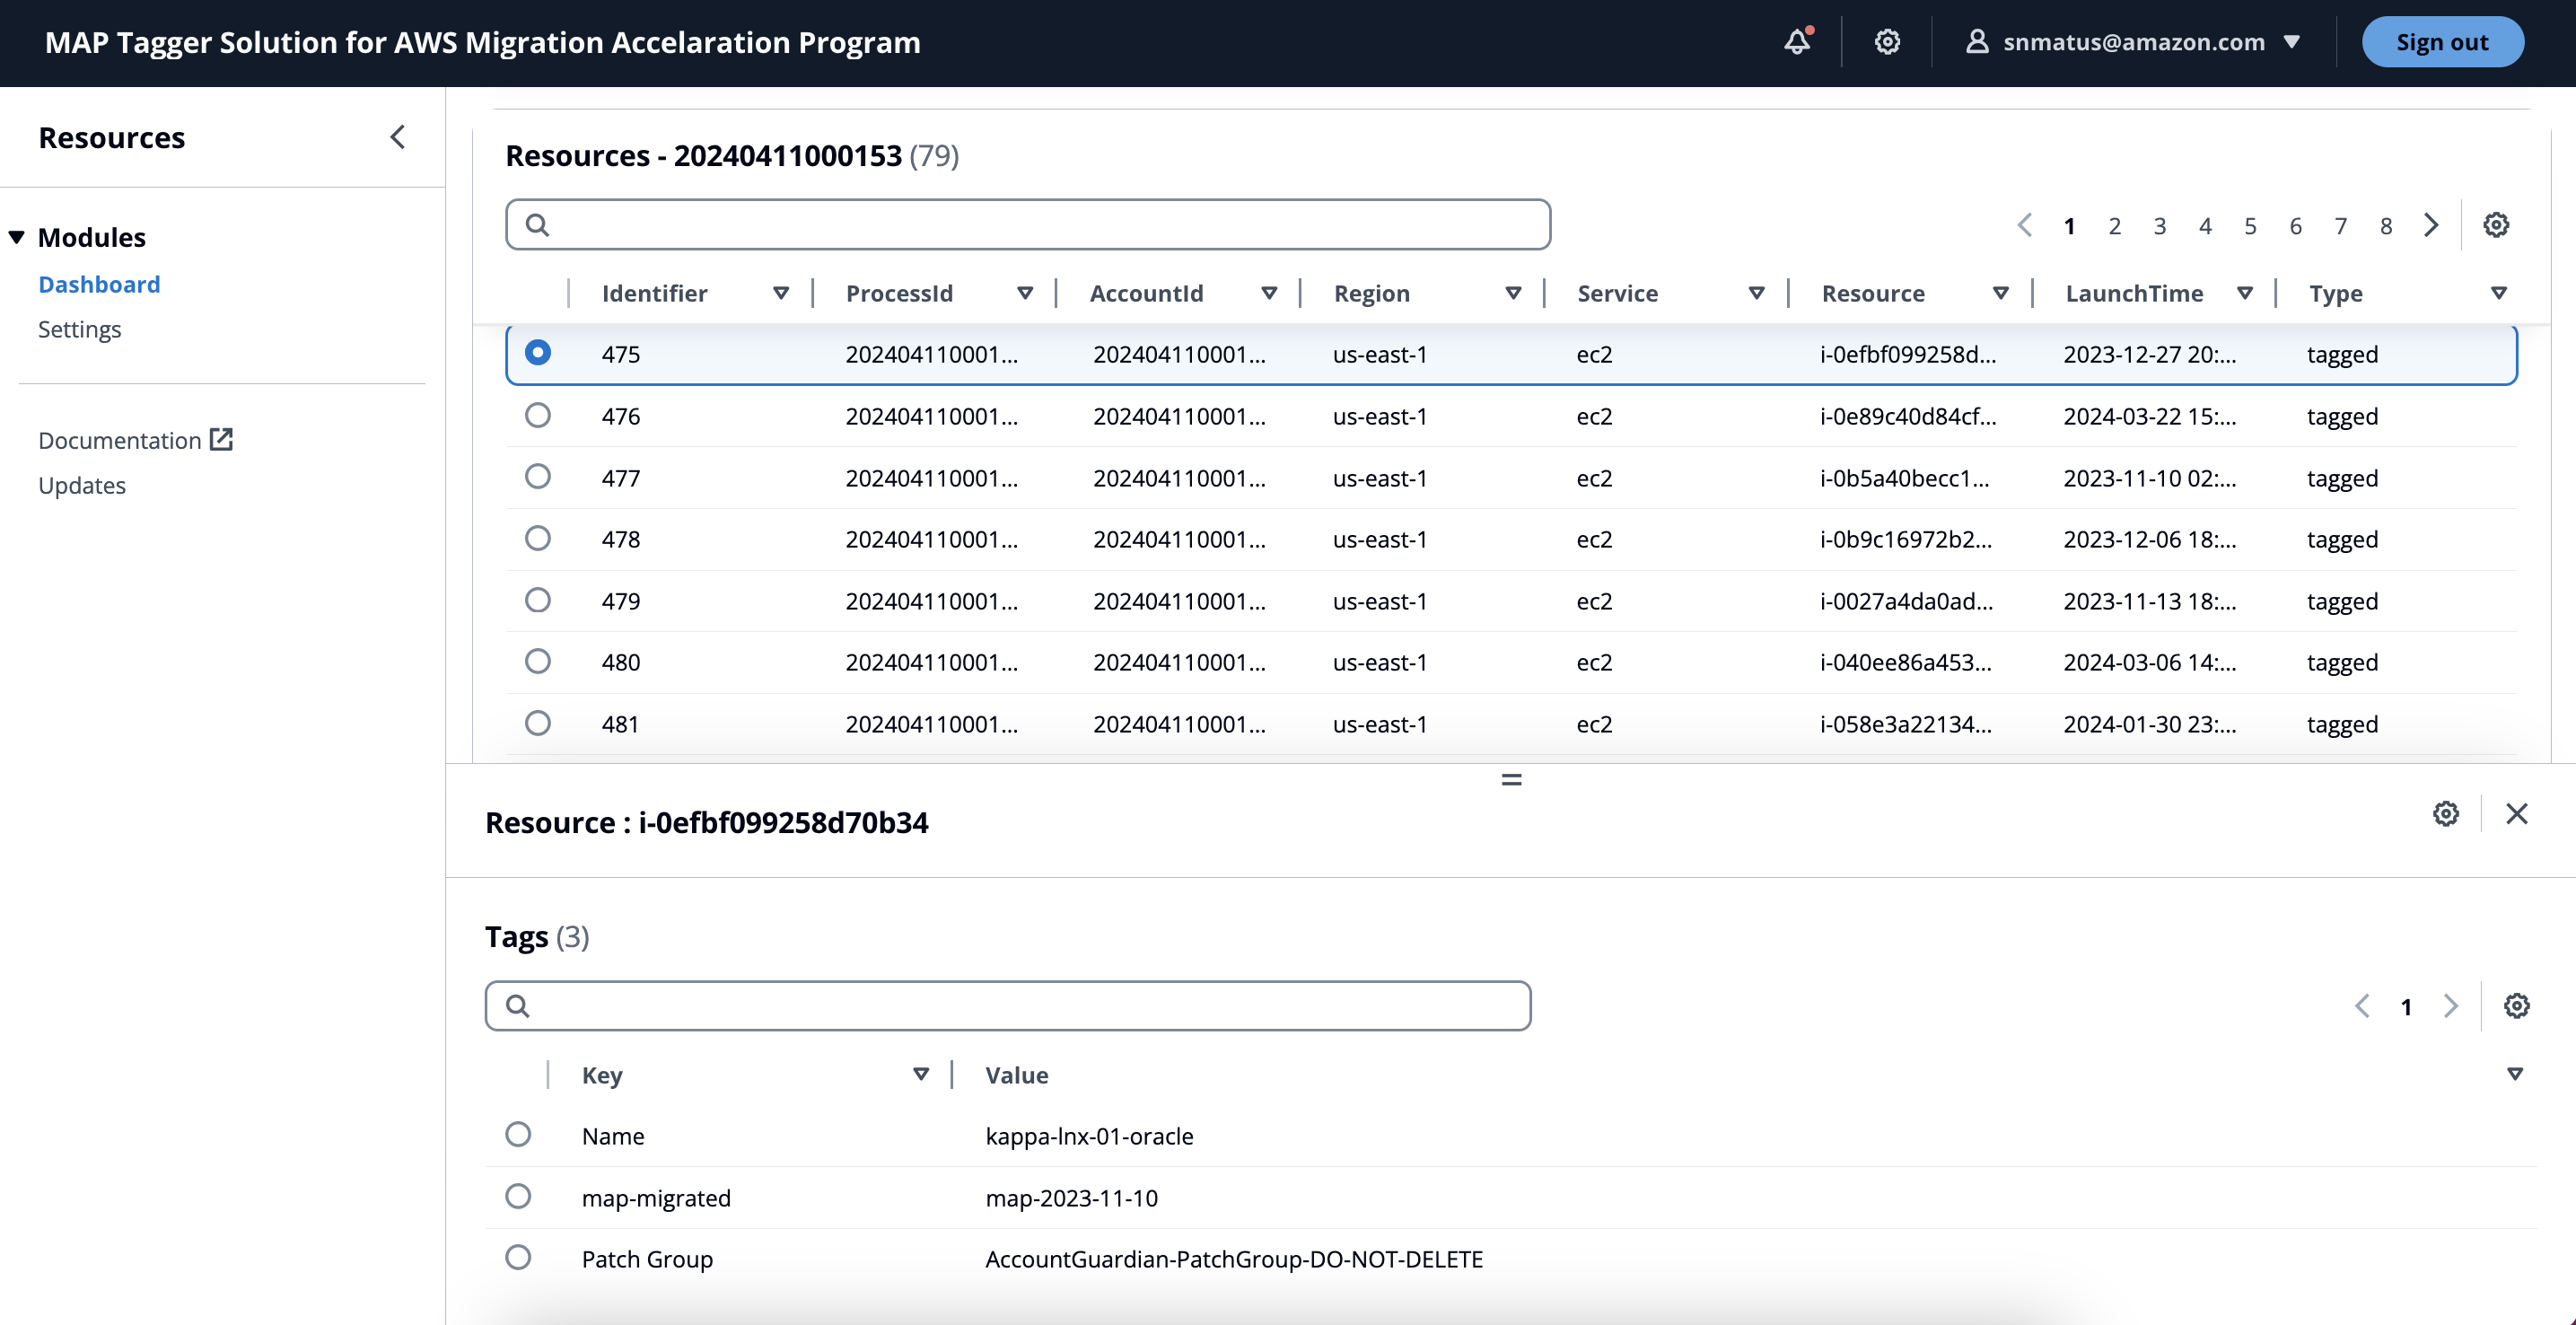 MAP Tagger Solution for AWS Migration Accelaration Program
snmatus@amazon.com
Sign out
Resources
Modules
Dashboard
Settings
Documentation
Updates
Resources - 20240411000153 (79)
1 2 3 4 5 6 7 8
Identifier ProcessId AccountId Region Service Resource LaunchTime Type
475 202404110001... 202404110001... us-east-1 ec2 i-0efbf099258d... 2023-12-27 20:... tagged
476 202404110001... 202404110001... us-east-1 ec2 i-0e89c40d84cf... 2024-03-22 15:... tagged
477 202404110001... 202404110001... us-east-1 ec2 i-0b5a40becc1... 2023-11-10 02:... tagged
478 202404110001... 202404110001... us-east-1 ec2 i-0b9c16972b2... 2023-12-06 18:... tagged
479 202404110001... 202404110001... us-east-1 ec2 i-0027a4da0ad... 2023-11-13 18:... tagged
480 202404110001... 202404110001... us-east-1 ec2 i-040ee86a453... 2024-03-06 14:... tagged
481 202404110001... 202404110001... us-east-1 ec2 i-058e3a22134... 2024-01-30 23:... tagged
Resource : i-0efbf099258d70b34
Tags (3)
1
Key Value
Name kappa-lnx-01-oracle
map-migrated map-2023-11-10
Patch Group AccountGuardian-PatchGroup-DO-NOT-DELETE